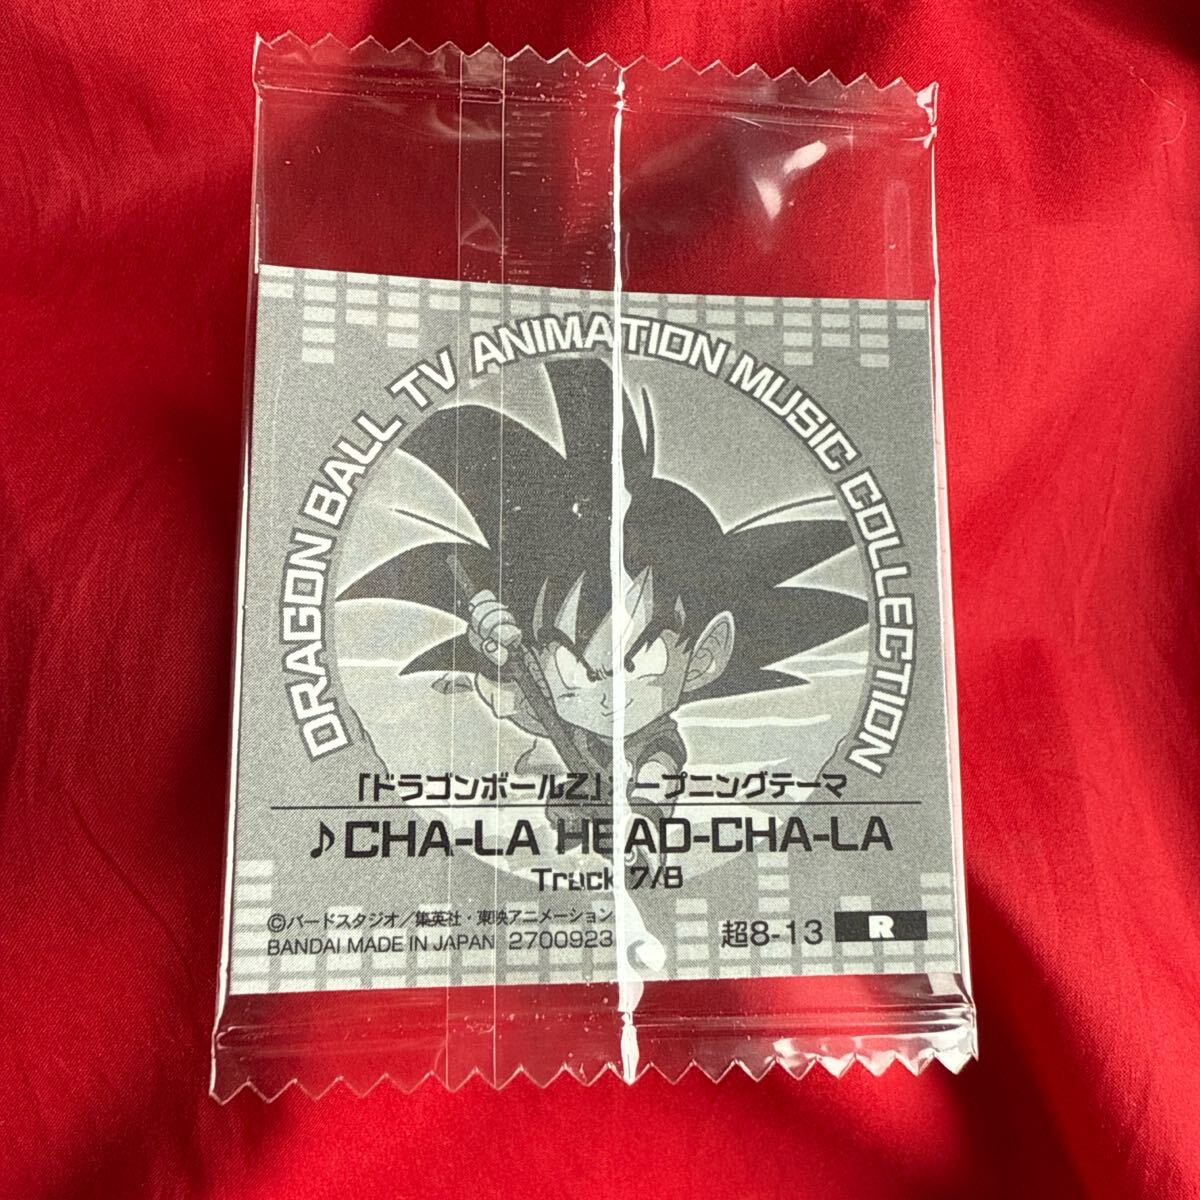 DRAGON BALL TV ANIMATION MUSIC COLLECTION
「ドラゴンボールZ」オープニングテーマ
♪CHA-LA HEAD-CHA-LA
Track 7/8
©バードスタジオ/集英社・東映アニメーション
BANDAI MADE IN JAPAN 2700923
超8-13 R